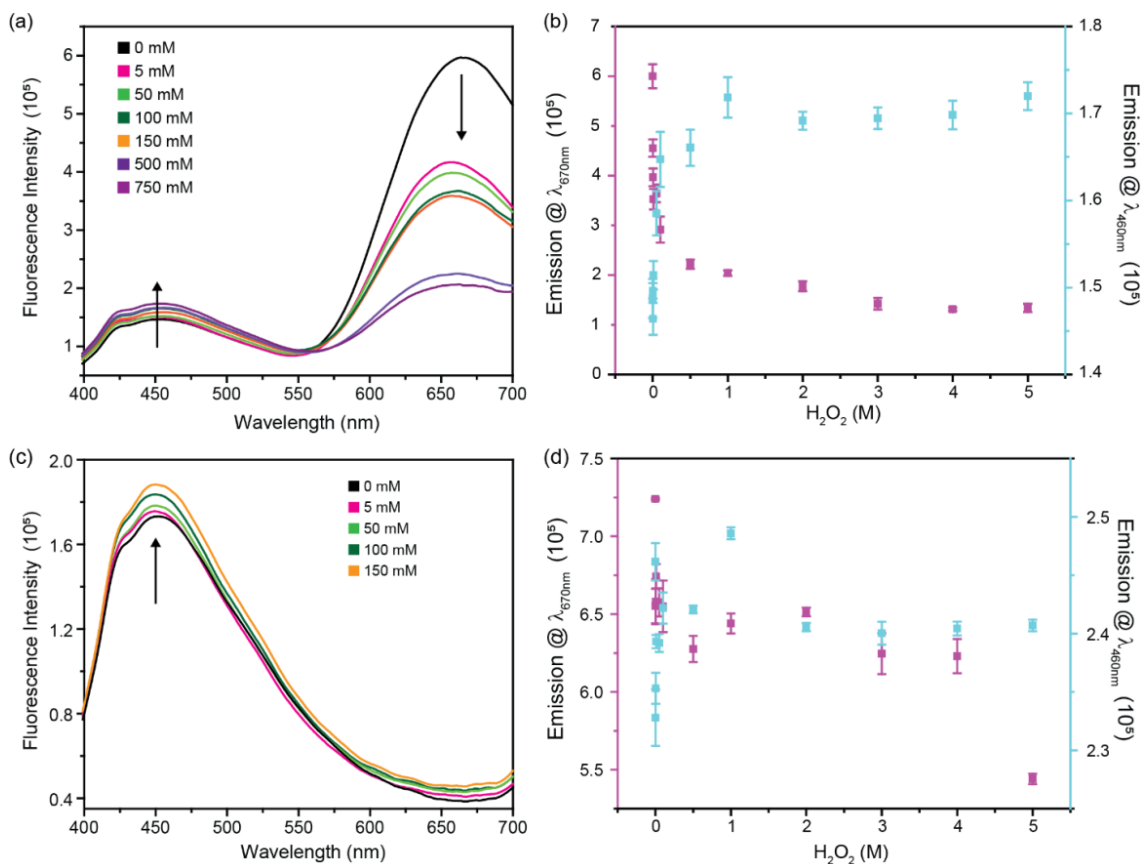 (a)
Fluorescence Intensity (10⁵)
6
5
4
3
2
1
0 mM
5 mM
50 mM
100 mM
150 mM
500 mM
750 mM
400 450 500 550 600 650 700
Wavelength (nm)
(b)
Emission @ λ670nm (10⁵)
7
6
5
4
3
2
1
0
1.8
1.7
1.6
1.5
1.4
Emission @ λ460nm (10⁵)
0 1 2 3 4 5
H₂O₂ (M)
(c)
Fluorescence Intensity (10⁵)
2.0
1.6
1.2
0.8
0.4
0 mM
5 mM
50 mM
100 mM
150 mM
400 450 500 550 600 650 700
Wavelength (nm)
(d)
Emission @ λ670nm (10⁵)
7.5
7.0
6.5
6.0
5.5
2.5
2.4
2.3
Emission @ λ460nm (10⁵)
0 1 2 3 4 5
H₂O₂ (M)